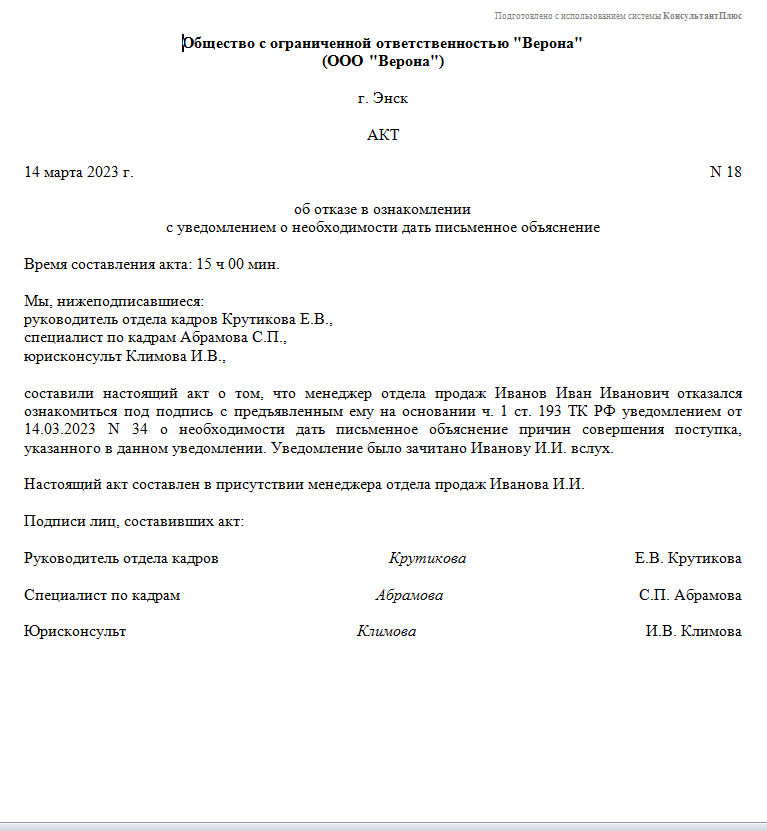 Подготовлено с использованием системы КонсультантПлюс
Общество с ограниченной ответственностью "Верона"
(ООО "Верона")
г. Энск
АКТ
14 марта 2023 г. N 18
об отказе в ознакомлении
с уведомлением о необходимости дать письменное объяснение
Время составления акта: 15 ч 00 мин.
Мы, нижеподписавшиеся:
руководитель отдела кадров Крутикова Е.В.,
специалист по кадрам Абрамова С.П.,
юрисконсульт Климова И.В.,
составили настоящий акт о том, что менеджер отдела продаж Иванов Иван Иванович отказался
ознакомиться под подпись с предъявленным ему на основании ч. 1 ст. 193 ТК РФ уведомлением от
14.03.2023 N 34 о необходимости дать письменное объяснение причин совершения поступка,
указанного в данном уведомлении. Уведомление было зачитано Иванову И.И. вслух.
Настоящий акт составлен в присутствии менеджера отдела продаж Иванова И.И.
Подписи лиц, составивших акт:
Руководитель отдела кадров Крутикова Е.В. Крутикова
Специалист по кадрам Абрамова С.П. Абрамова
Юрисконсульт Климова И.В. Климова